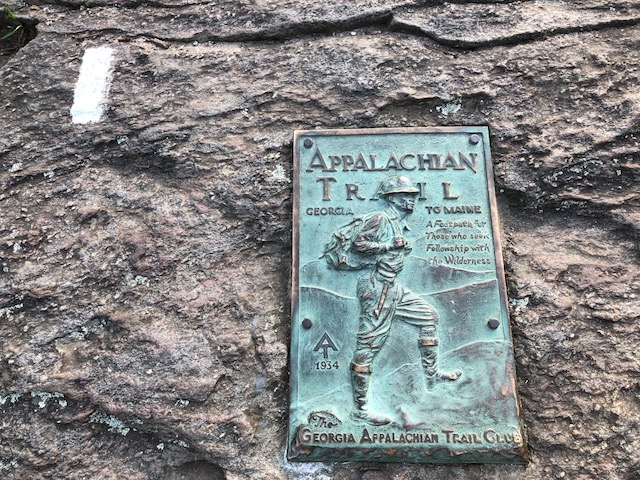 APPALACHIAN
TRAIL
GEORGIA TO MAINE
A Footpath for
Those who seek
Fellowship with
the Wilderness
AT
1934
The
GEORGIA APPALACHIAN TRAIL CLUB